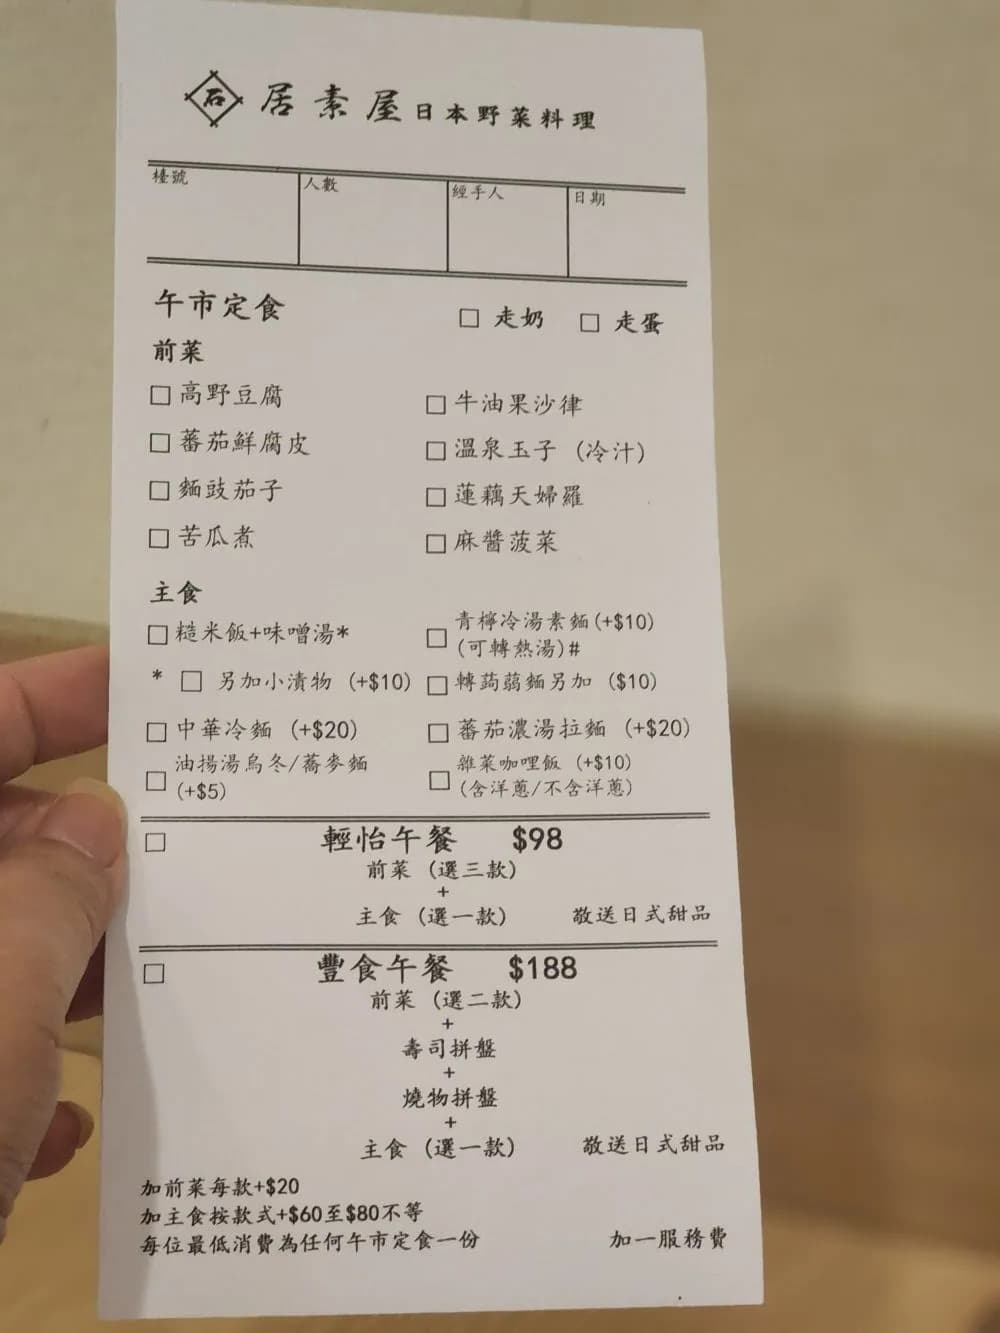 石 居素屋日本野菜料理
檯號 人數 經手人 日期
午市定食 □ 走奶 □ 走蛋
前菜
□ 高野豆腐 □ 牛油果沙律
□ 蕃茄鮮腐皮 □ 溫泉玉子 (冷汁)
□ 麵豉茄子 □ 蓮藕天婦羅
□ 苦瓜煮 □ 麻醬菠菜
主食
□ 糙米飯+味噌湯* □ 青檸冷湯素麵(+$10)
(可轉熱湯)#
* □ 另加小漬物 (+$10) □ 轉蒟蒻麵另加 ($10)
□ 中華冷麵 (+$20) □ 蕃茄濃湯拉麵 (+$20)
□ 油揚湯烏冬/蕎麥麵 □ 雜菜咖哩飯 (+$10)
(+$5) (含洋蔥/不含洋蔥)
□ 輕怡午餐 $98
前菜 (選三款)
+
主食 (選一款) 敬送日式甜品
□ 豐食午餐 $188
前菜 (選二款)
+
壽司拼盤
+
燒物拼盤
+
主食 (選一款) 敬送日式甜品
加前菜每款+$20
加主食按款式+$60至$80不等
每位最低消費為任何午市定食一份 加一服務費